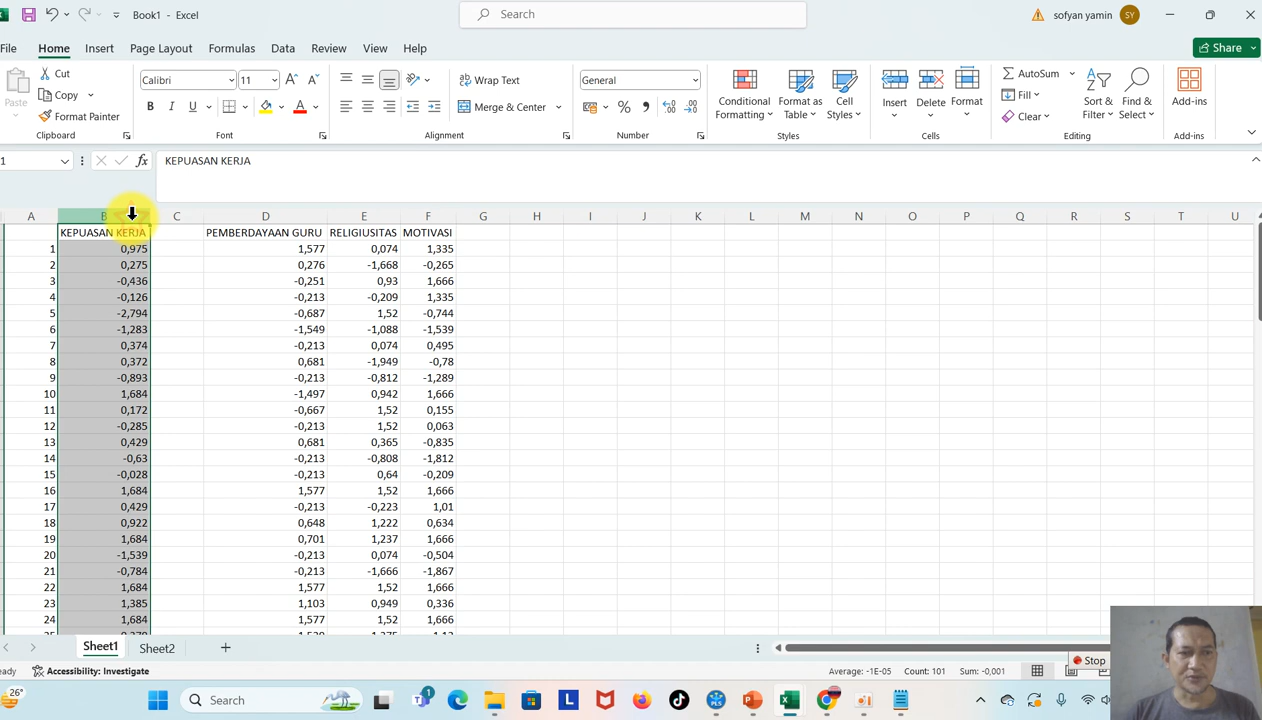 Book1 - Excel
Search
sofyan yamin
SY
File Home Insert Page Layout Formulas Data Review View Help
Share
Cut
Copy
Format Painter
Paste
Clipboard
Calibri 11
B I U
Font
Wrap Text
Merge & Center
Alignment
General
Number
Conditional Formatting
Format as Table
Cell Styles
Styles
Insert Delete Format
Cells
AutoSum
Fill
Clear
Sort & Filter
Find & Select
Editing
Add-ins
Add-ins
1 fx KEPUASAN KERJA
A B C D E F G H I J K L M N O P Q R S T U
KEPUASAN KERJA PEMBERDAYAAN GURU RELIGIUSITAS MOTIVASI
1 0,975 1,577 0,074 1,335
2 0,275 0,276 -1,668 -0,265
3 -0,436 -0,251 0,93 1,666
4 -0,126 -0,213 -0,209 1,335
5 -2,794 -0,687 1,52 -0,744
6 -1,283 -1,549 -1,088 -1,539
7 0,374 -0,213 0,074 0,495
8 0,372 0,681 -1,949 -0,78
9 -0,893 -0,213 -0,812 -1,289
10 1,684 -1,497 0,942 1,666
11 0,172 -0,667 1,52 0,155
12 -0,285 -0,213 1,52 0,063
13 0,429 0,681 0,365 -0,835
14 -0,63 -0,213 -0,808 -1,812
15 -0,028 -0,213 0,64 -0,209
16 1,684 1,577 1,52 1,666
17 0,429 -0,213 -0,223 1,01
18 0,922 0,648 1,222 0,634
19 1,684 0,701 1,237 1,666
20 -1,539 -0,213 0,074 -0,504
21 -0,784 -0,213 -1,666 -1,867
22 1,684 1,577 1,52 1,666
23 1,385 1,103 0,949 0,336
24 1,684 1,577 1,52 1,666
Sheet1 Sheet2
Stop
eady Accessibility: Investigate Average: -1E-05 Count: 101 Sum: -0,001
26° Search